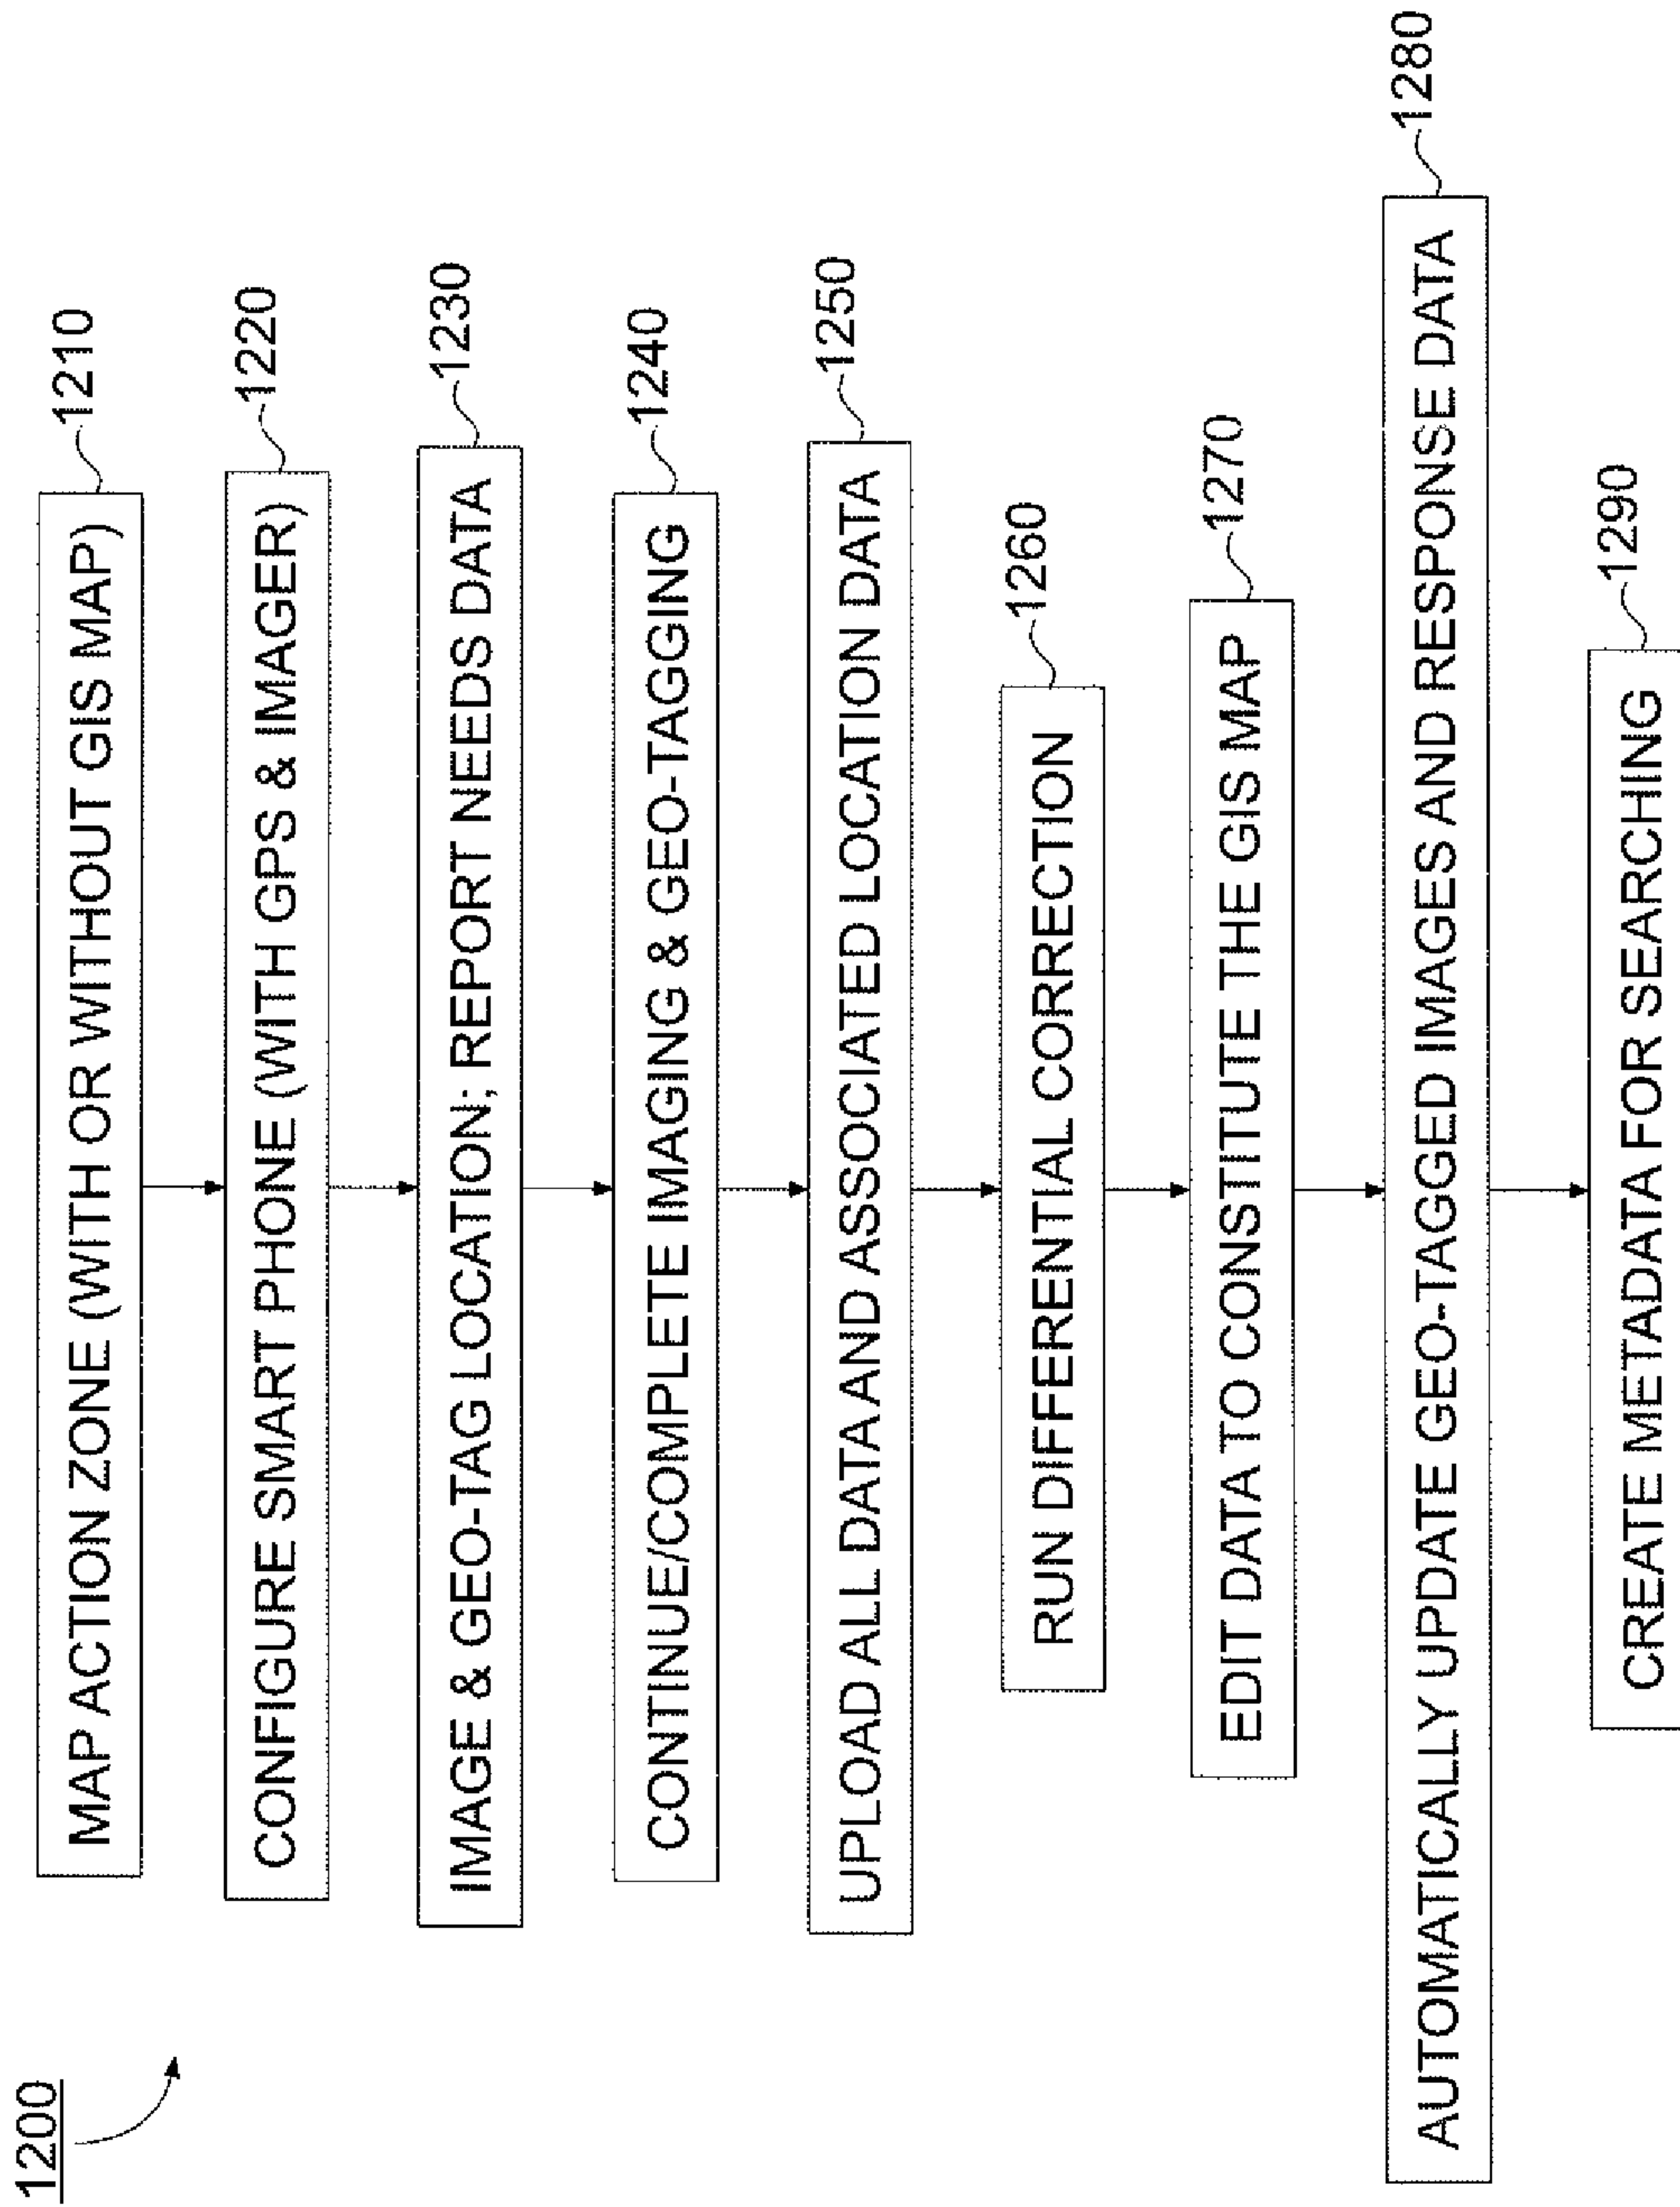 1200
MAP ACTION ZONE (WITH OR WITHOUT GIS MAP)
1210
CONFIGURE SMART PHONE (WITH GPS & IMAGER)
1220
IMAGE & GEO-TAG LOCATION; REPORT NEEDS DATA
1230
CONTINUE/COMPLETE IMAGING & GEO-TAGGING
1240
UPLOAD ALL DATA AND ASSOCIATED LOCATION DATA
1250
RUN DIFFERENTIAL CORRECTION
1260
EDIT DATA TO CONSTITUTE THE GIS MAP
1270
AUTOMATICALLY UPDATE GEO-TAGGED IMAGES AND RESPONSE DATA
1280
CREATE METADATA FOR SEARCHING
1290